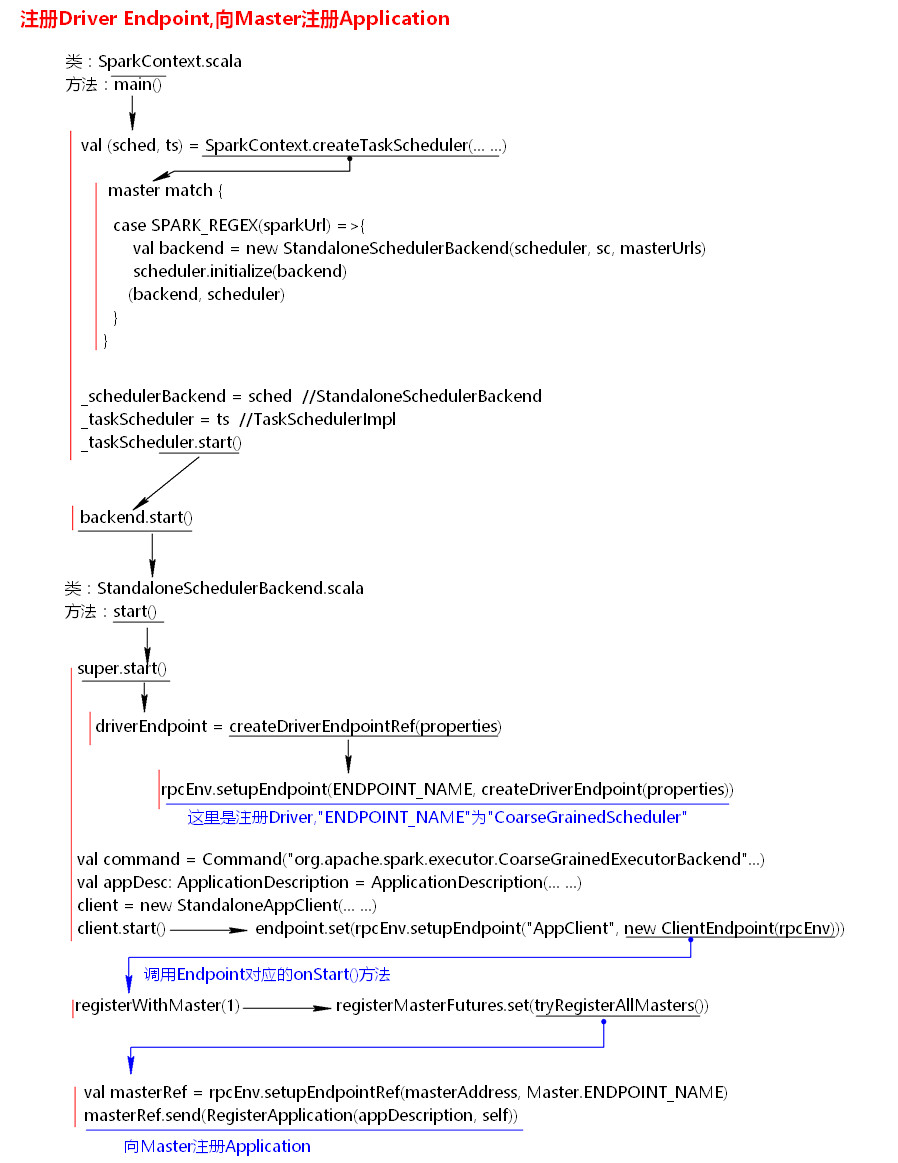 注册Driver Endpoint,向Master注册Application
类：SparkContext.scala
方法：main()
val (sched, ts) = SparkContext.createTaskScheduler(... ...)
master match {
case SPARK_REGEX(sparkUrl) =>{
val backend = new StandaloneSchedulerBackend(scheduler, sc, masterUrls)
scheduler.initialize(backend)
(backend, scheduler)
}
}
_schedulerBackend = sched //StandaloneSchedulerBackend
_taskScheduler = ts //TaskSchedulerImpl
_taskScheduler.start()
backend.start()
类：StandaloneSchedulerBackend.scala
方法：start()
super.start()
driverEndpoint = createDriverEndpointRef(properties)
rpcEnv.setupEndpoint(ENDPOINT_NAME, createDriverEndpoint(properties))
这里是注册Driver,"ENDPOINT_NAME"为"CoarseGrainedScheduler"
val command = Command("org.apache.spark.executor.CoarseGrainedExecutorBackend"...)
val appDesc: ApplicationDescription = ApplicationDescription(... ...)
client = new StandaloneAppClient(... ...)
client.start() endpoint.set(rpcEnv.setupEndpoint("AppClient", new ClientEndpoint(rpcEnv)))
调用Endpoint对应的onStart()方法
registerWithMaster(1) registerMasterFutures.set(tryRegisterAllMasters())
val masterRef = rpcEnv.setupEndpointRef(masterAddress, Master.ENDPOINT_NAME)
masterRef.send(RegisterApplication(appDescription, self))
向Master注册Application